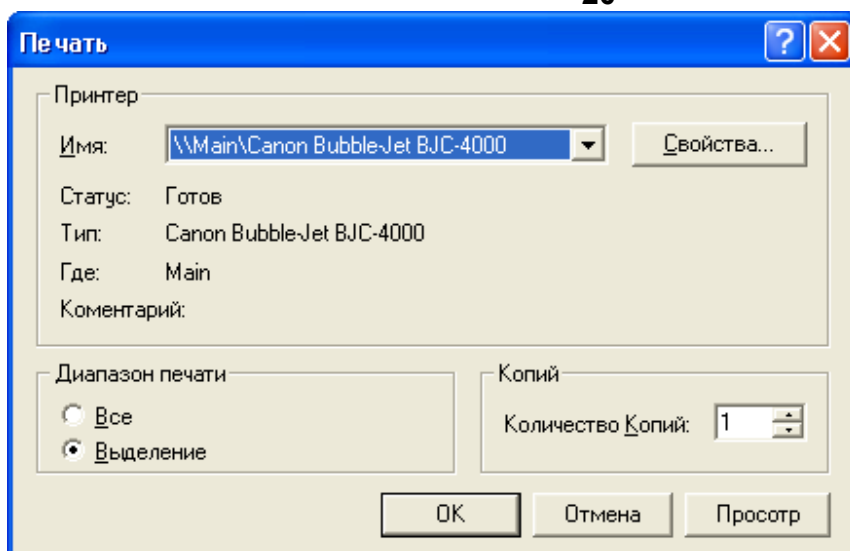 Печать
Принтер
Имя: \\Main\Canon Bubble-Jet BJC-4000 Свойства...
Статус: Готов
Тип: Canon Bubble-Jet BJC-4000
Где: Main
Коментарий:
Диапазон печати Копий
Все
Количество Копий: 1
Выделение
OK Отмена Просотр